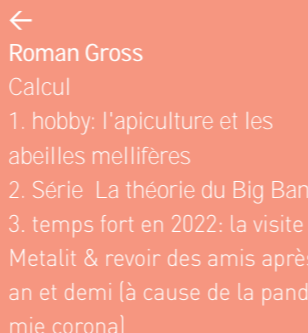 ←
Roman Gross
Calcul
1. hobby: l'apiculture et les
abeilles mellifères
2. Série La théorie du Big Ban
3. temps fort en 2022: la visite
Metalit & revoir des amis après
an et demi (à cause de la pand
mie corona)